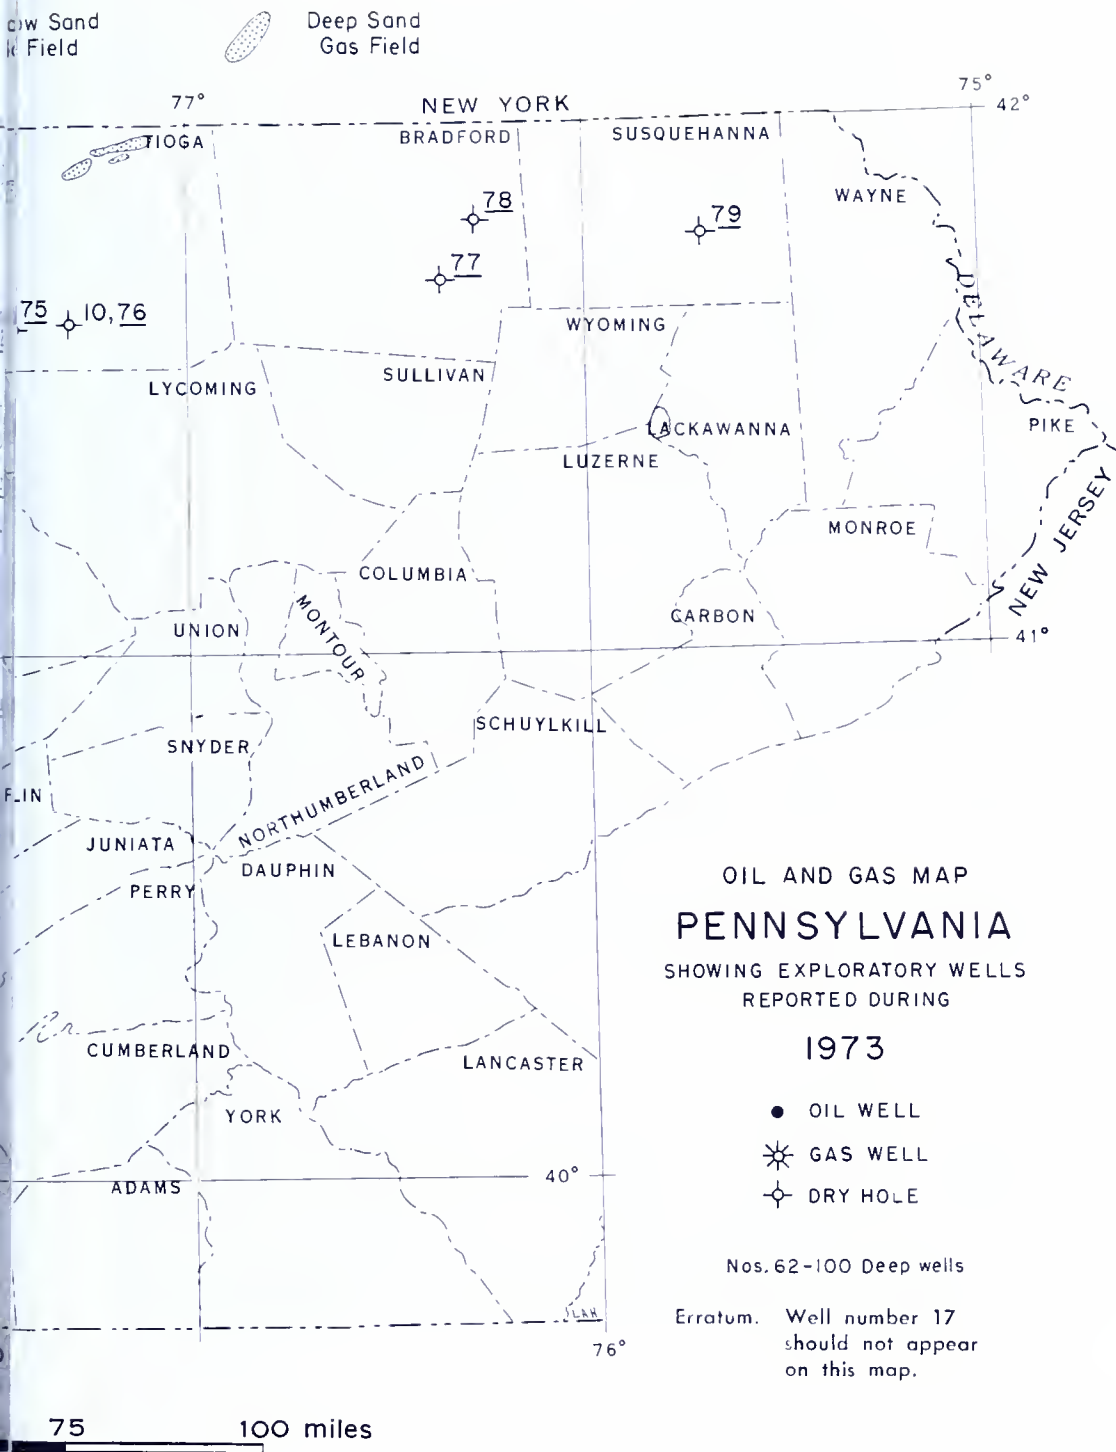 Sand
Field
Deep Sand
Gas Field
75°
77°
NEW YORK
42°
TIOGA
BRADFORD
SUSQUEHANNA
WAYNE
78
79
77
75
10,76
DELAWARE
WYOMING
LYCOMING
SULLIVAN
LACKAWANNA
PIKE
LUZERNE
NEW JERSEY
MONROE
COLUMBIA
MONTOUR
UNION
CARBON
41°
SCHUYLKILL
SNYDER
NORTHUMBERLAND
JUNIATA
DAUPHIN
PERRY
LEBANON
CUMBERLAND
LANCASTER
YORK
40°
ADAMS
76°
OIL AND GAS MAP
PENNSYLVANIA
SHOWING EXPLORATORY WELLS
REPORTED DURING
1973
OIL WELL
GAS WELL
DRY HOLE
Nos. 62-100 Deep wells
Erratum. Well number 17
should not appear
on this map.
75 100 miles